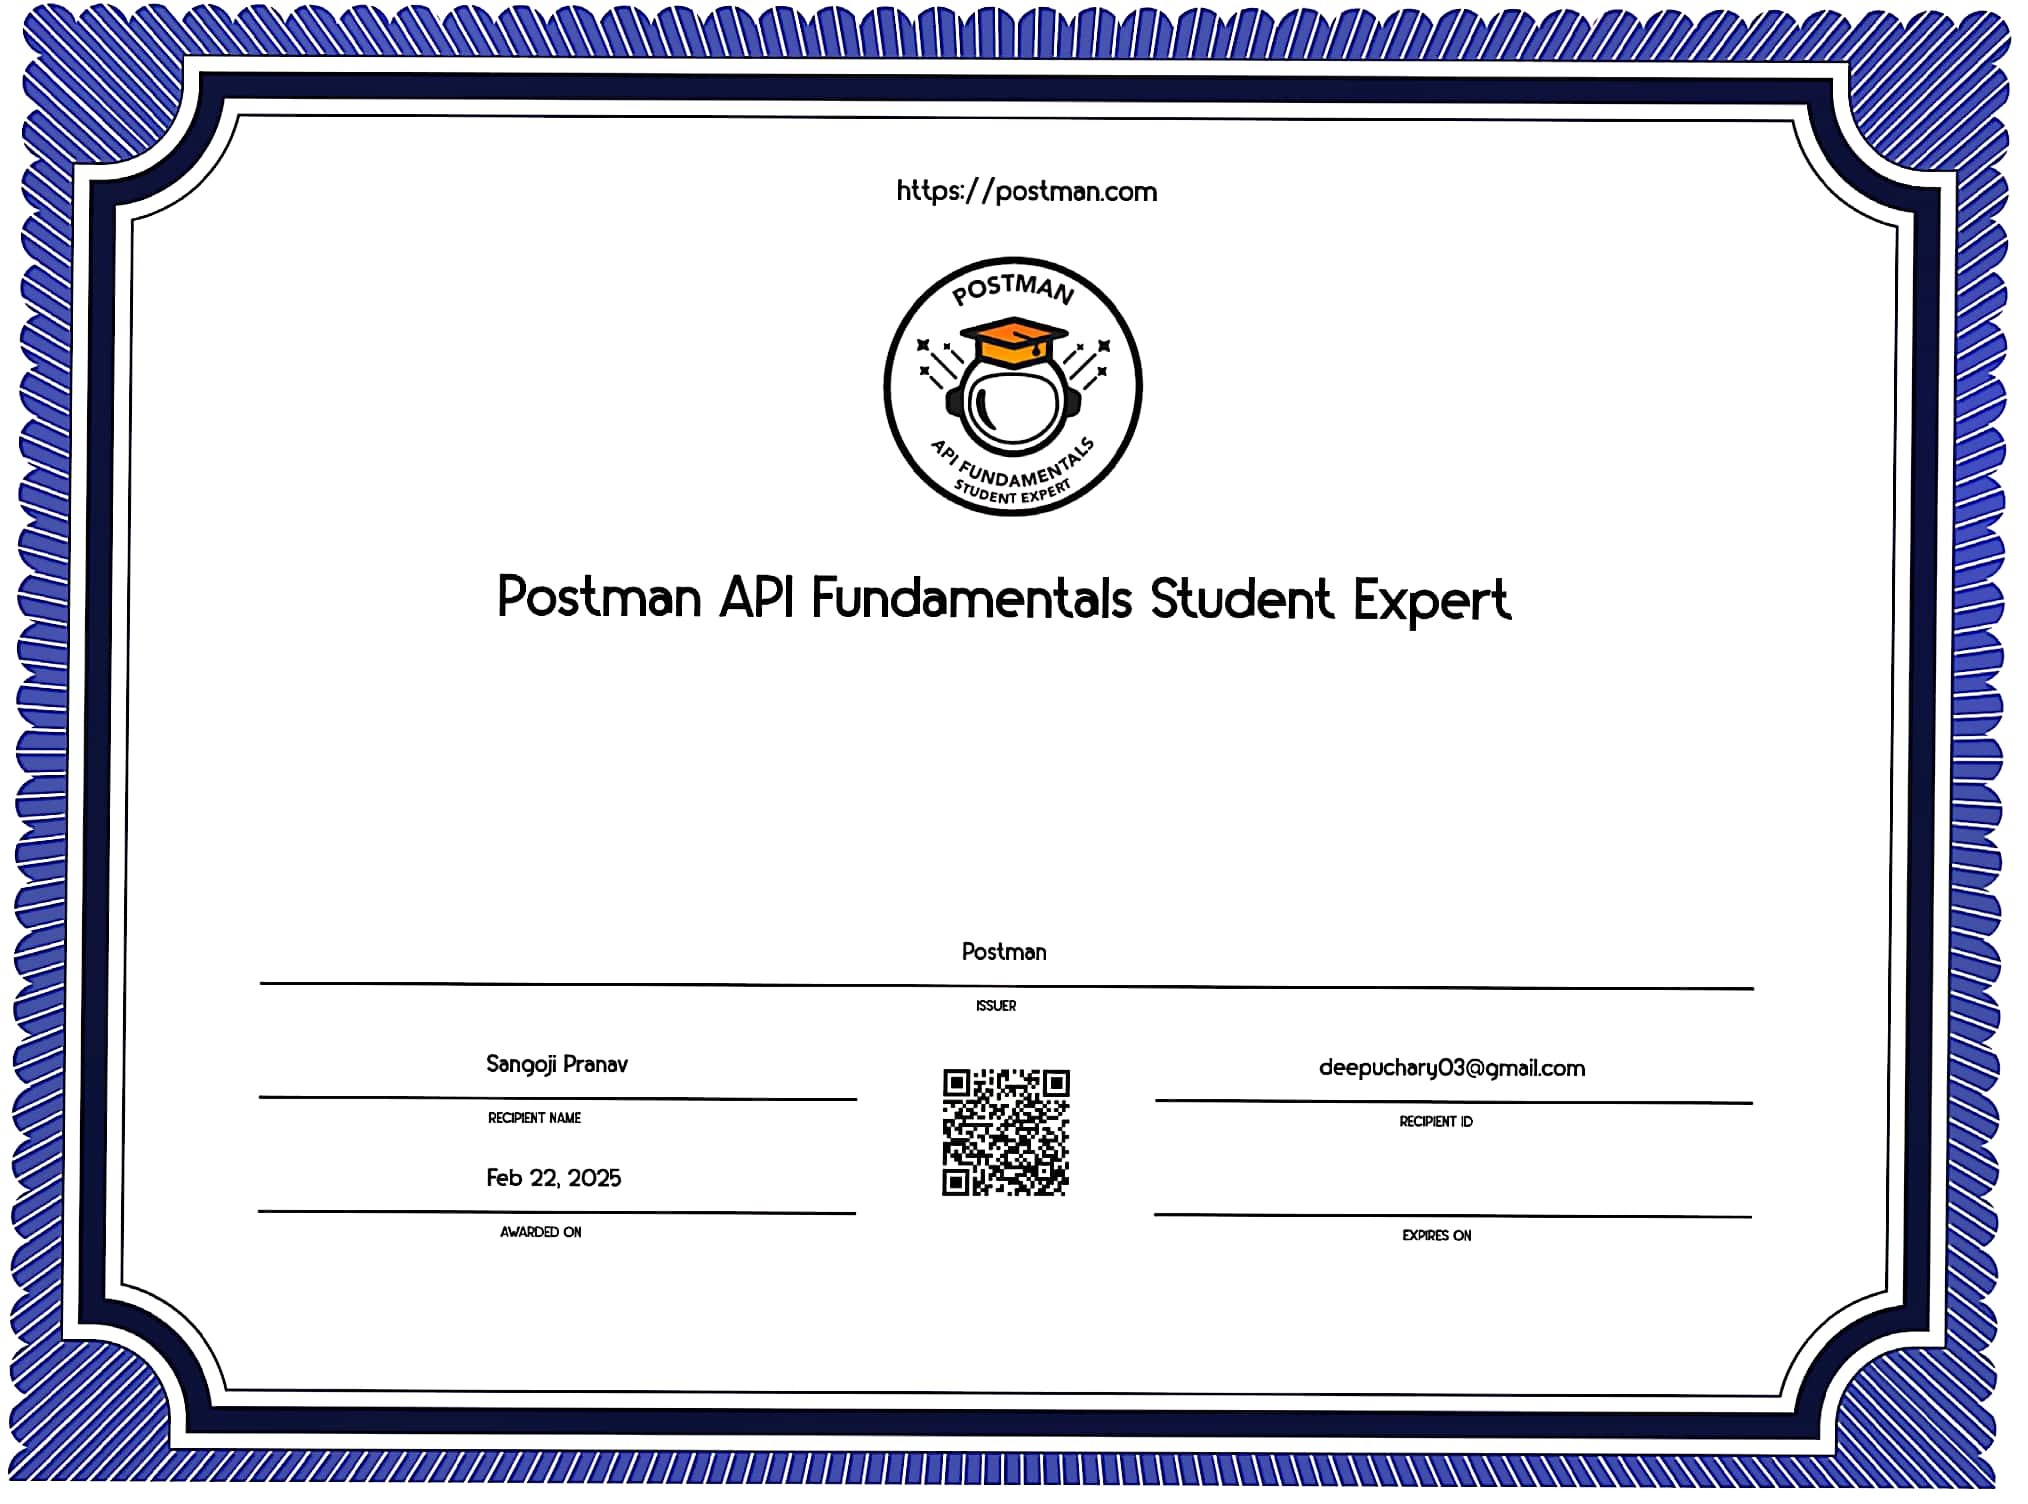 https://postman.com
POSTMAN
API FUNDAMENTALS
STUDENT EXPERT
Postman API Fundamentals Student Expert
Postman
ISSUER
Sangoji Pranav
deepuchary03@gmail.com
RECIPIENT NAME
RECIPIENT ID
Feb 22, 2025
AWARDED ON
EXPIRES ON